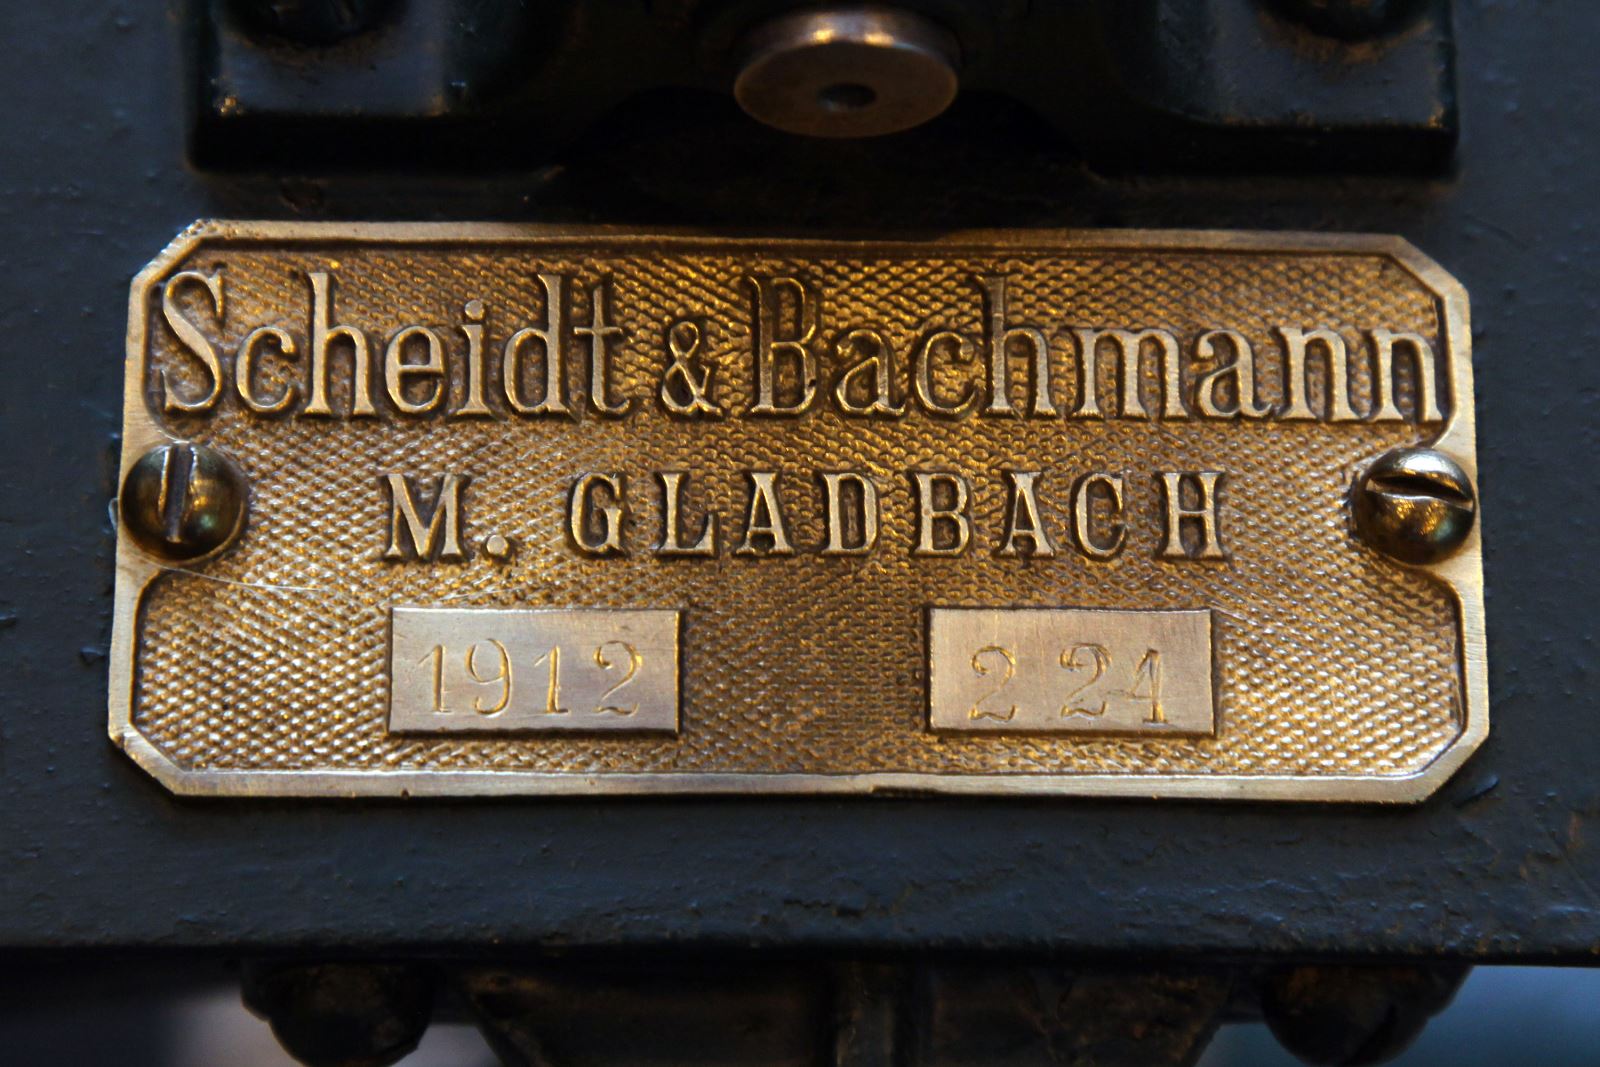 Scheidt & Bachmann
M. GLADBACH
1912 224